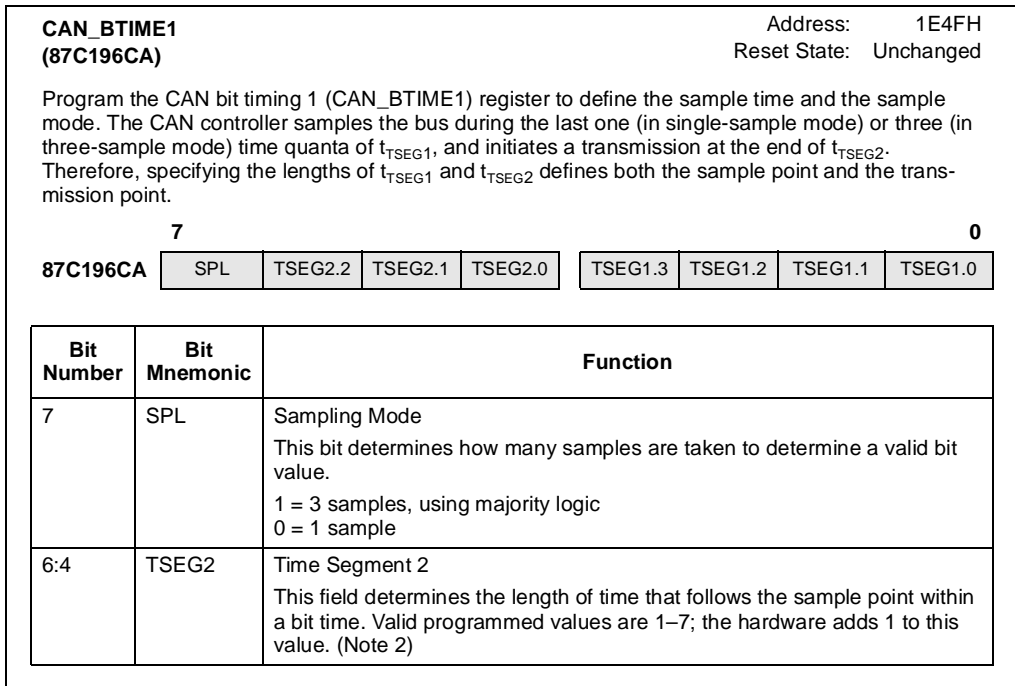 CAN_BTIME1
(87C196CA)
Address: 1E4FH
Reset State: Unchanged
Program the CAN bit timing 1 (CAN_BTIME1) register to define the sample time and the sample
mode. The CAN controller samples the bus during the last one (in single-sample mode) or three (in
three-sample mode) time quanta of tTSEG1, and initiates a transmission at the end of tTSEG2.
Therefore, specifying the lengths of tTSEG1 and tTSEG2 defines both the sample point and the trans-
mission point.
7 0
87C196CA SPL TSEG2.2 TSEG2.1 TSEG2.0 TSEG1.3 TSEG1.2 TSEG1.1 TSEG1.0
Bit
Number
Bit
Mnemonic
Function
7 SPL Sampling Mode
This bit determines how many samples are taken to determine a valid bit
value.
1 = 3 samples, using majority logic
0 = 1 sample
6:4 TSEG2 Time Segment 2
This field determines the length of time that follows the sample point within
a bit time. Valid programmed values are 1–7; the hardware adds 1 to this
value. (Note 2)